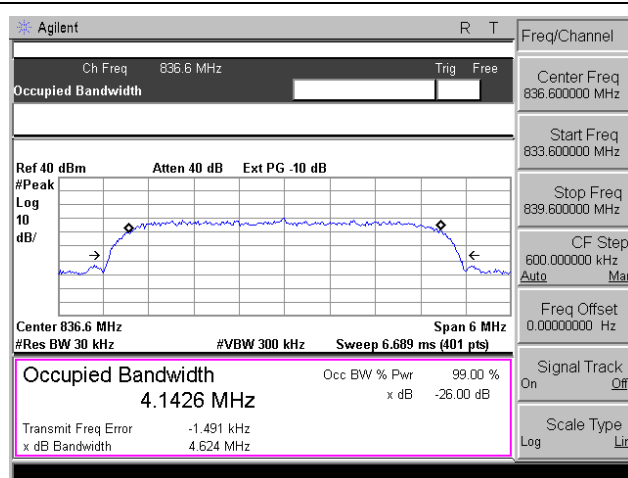 Agilent R T
Ch Freq 836.6 MHz Trig Free
Occupied Bandwidth
Ref 40 dBm Atten 40 dB Ext PG -10 dB
#Peak
Log
10
dB/
Center 836.6 MHz Span 6 MHz
#Res BW 30 kHz #VBW 300 kHz Sweep 6.689 ms (401 pts)
Occupied Bandwidth Occ BW % Pwr 99.00 %
4.1426 MHz x dB -26.00 dB
Transmit Freq Error -1.491 kHz
x dB Bandwidth 4.624 MHz
Freq/Channel
Center Freq
836.600000 MHz
Start Freq
833.600000 MHz
Stop Freq
839.600000 MHz
CF Step
600.000000 kHz
Auto Mar
Freq Offset
0.00000000 Hz
Signal Track
On Off
Scale Type
Log Lin